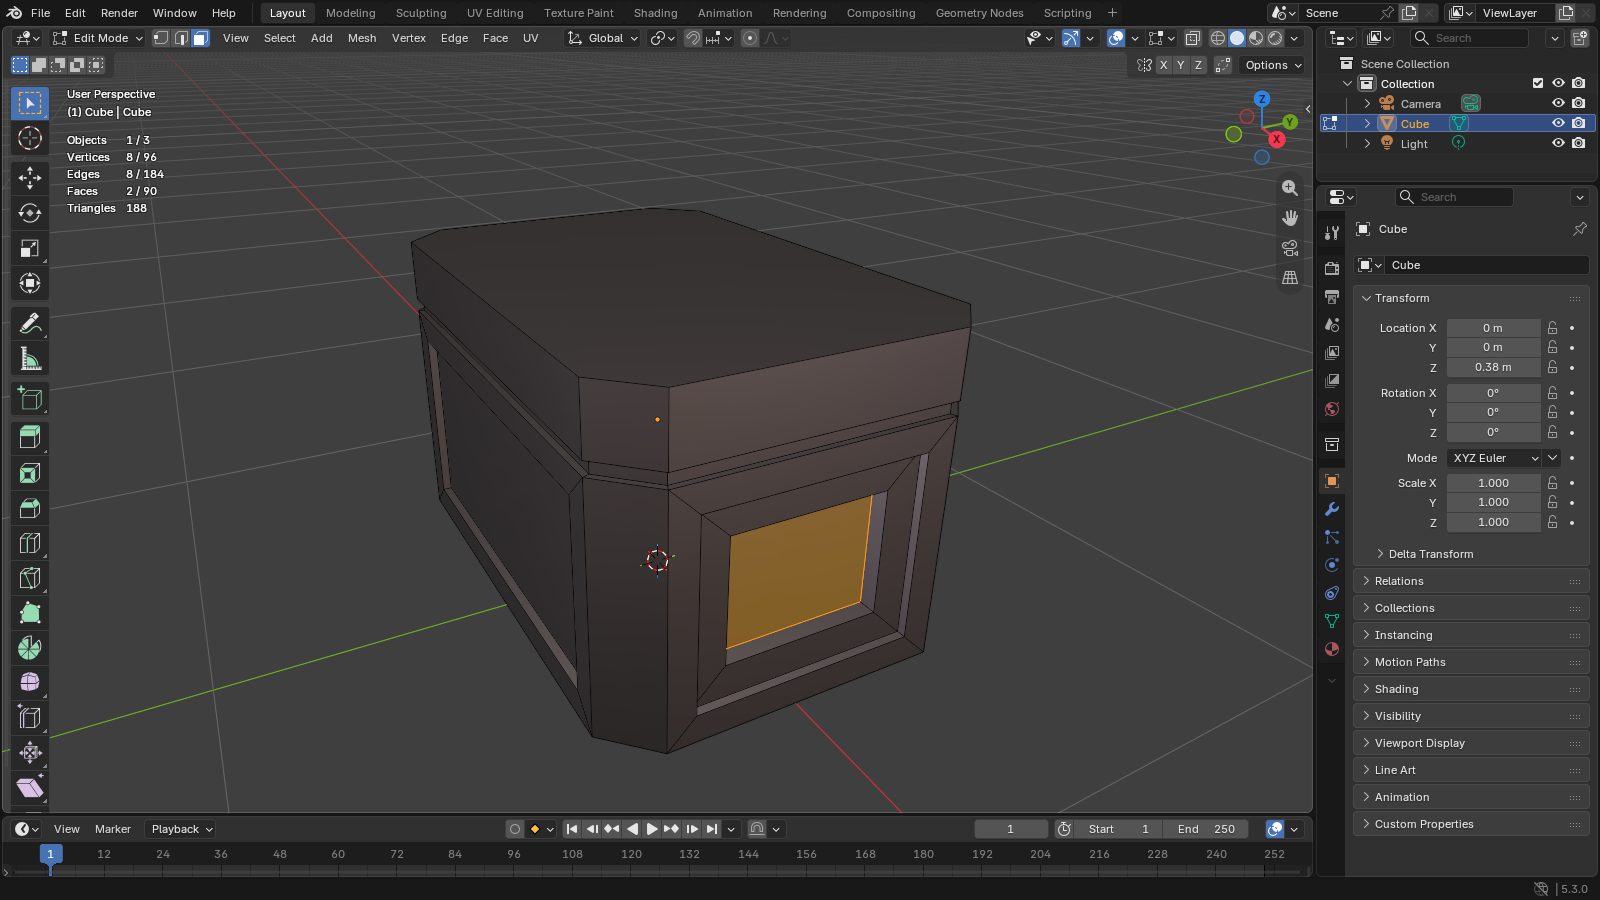 File Edit Render Window Help Layout Modeling Sculpting UV Editing Texture Paint Shading Animation Rendering Compositing Geometry Nodes Scripting + Scene ViewLayer
Edit Mode View Select Add Mesh Vertex Edge Face UV Global Search
X Y Z Options
User Perspective
(1) Cube | Cube
Objects 1 / 3
Vertices 8 / 96
Edges 8 / 184
Faces 2 / 90
Triangles 188
Z
Y
X
Scene Collection
Collection
Camera
Cube
Light
Search
Cube
Cube
Transform
Location X 0 m
Y 0 m
Z 0.38 m
Rotation X 0°
Y 0°
Z 0°
Mode XYZ Euler
Scale X 1.000
Y 1.000
Z 1.000
Delta Transform
Relations
Collections
Instancing
Motion Paths
Shading
Visibility
Viewport Display
Line Art
Animation
Custom Properties
View Marker Playback 1 Start 1 End 250
1 12 24 36 48 60 72 84 96 108 120 132 144 156 168 180 192 204 216 228 240 252
5.3.0